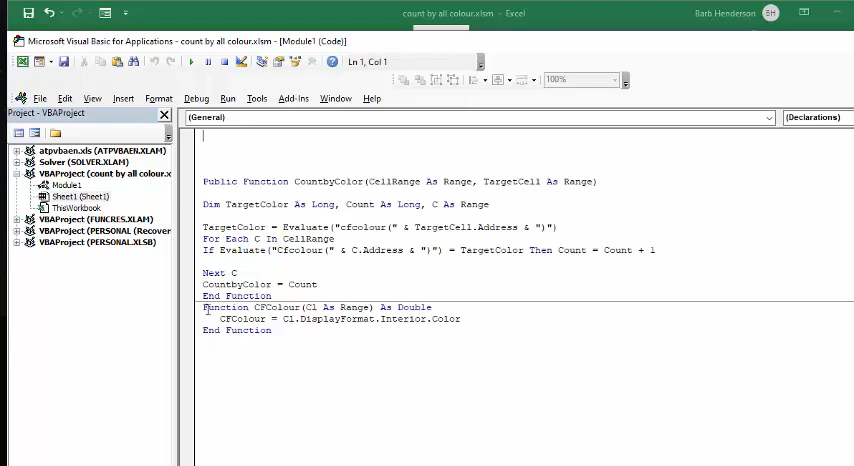 count by all colour.xlsm - Excel
Barb Henderson
BH
Microsoft Visual Basic for Applications - count by all colour.xlsm - [Module1 (Code)]
Ln 1, Col 1
100%
File Edit View Insert Format Debug Run Tools Add-Ins Window Help
Project - VBAProject
(General)
(Declarations)
atpvbaen.xls (ATPVBAEN.XLAM)
Solver (SOLVER.XLAM)
VBAProject (count by all colour.x
Module1
Sheet1 (Sheet1)
ThisWorkbook
VBAProject (FUNCRES.XLAM)
VBAProject (PERSONAL (Recover
VBAProject (PERSONAL.XLSB)
Public Function CountbyColor(CellRange As Range, TargetCell As Range)
Dim TargetColor As Long, Count As Long, C As Range
TargetColor = Evaluate("cfcolour(" & TargetCell.Address & ")")
For Each C In CellRange
If Evaluate("Cfcolour(" & C.Address & ")") = TargetColor Then Count = Count + 1
Next C
CountbyColor = Count
End Function
Function CFColour(Cl As Range) As Double
CFColour = Cl.DisplayFormat.Interior.Color
End Function